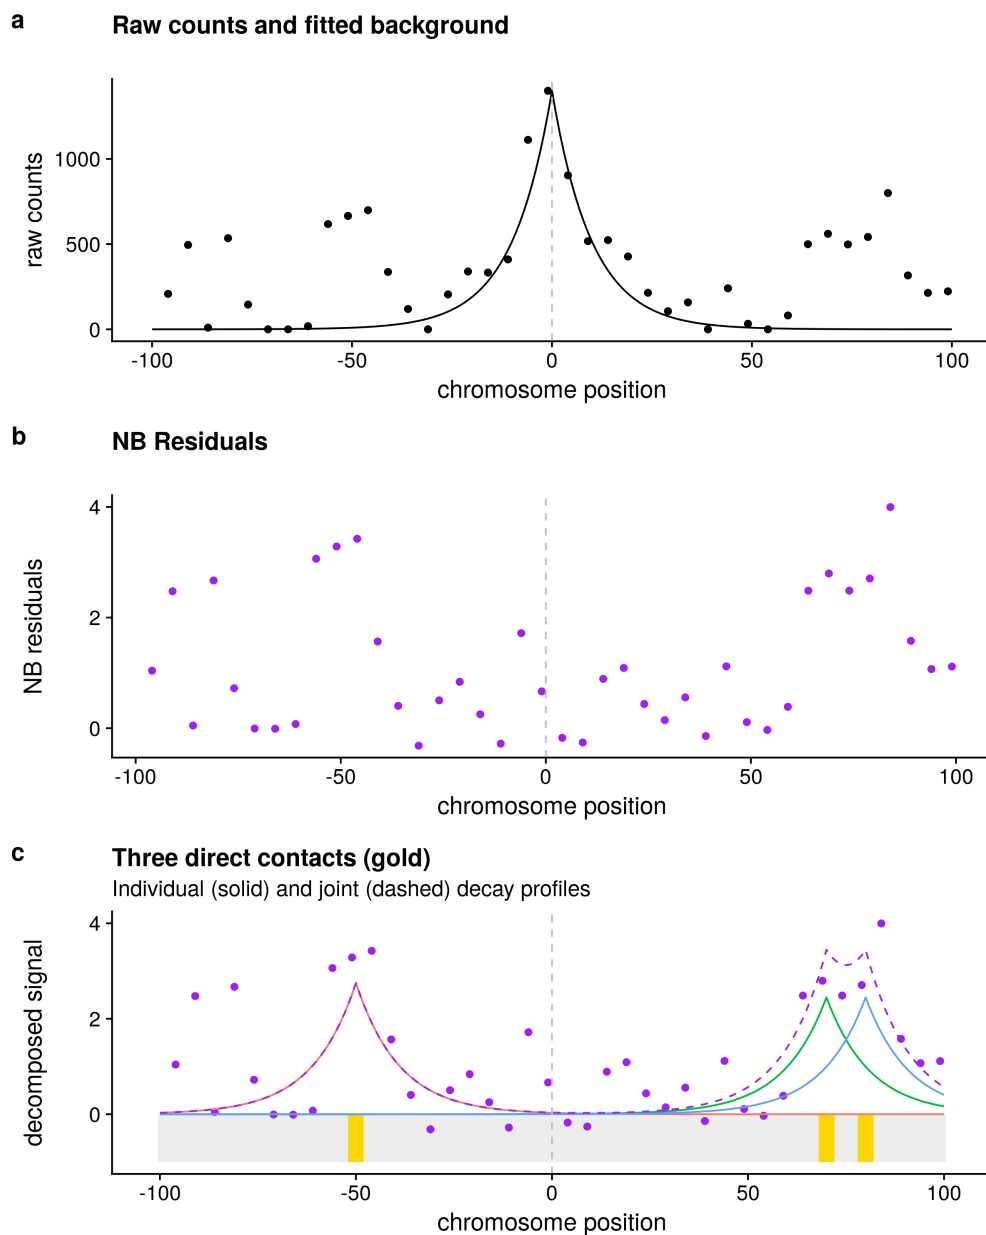 a
Raw counts and fitted background
raw counts
1000
500
0
-100 -50 0 50 100
chromosome position
b
NB Residuals
NB residuals
4
2
0
-100 -50 0 50 100
chromosome position
c
Three direct contacts (gold)
Individual (solid) and joint (dashed) decay profiles
decomposed signal
4
2
0
-100 -50 0 50 100
chromosome position